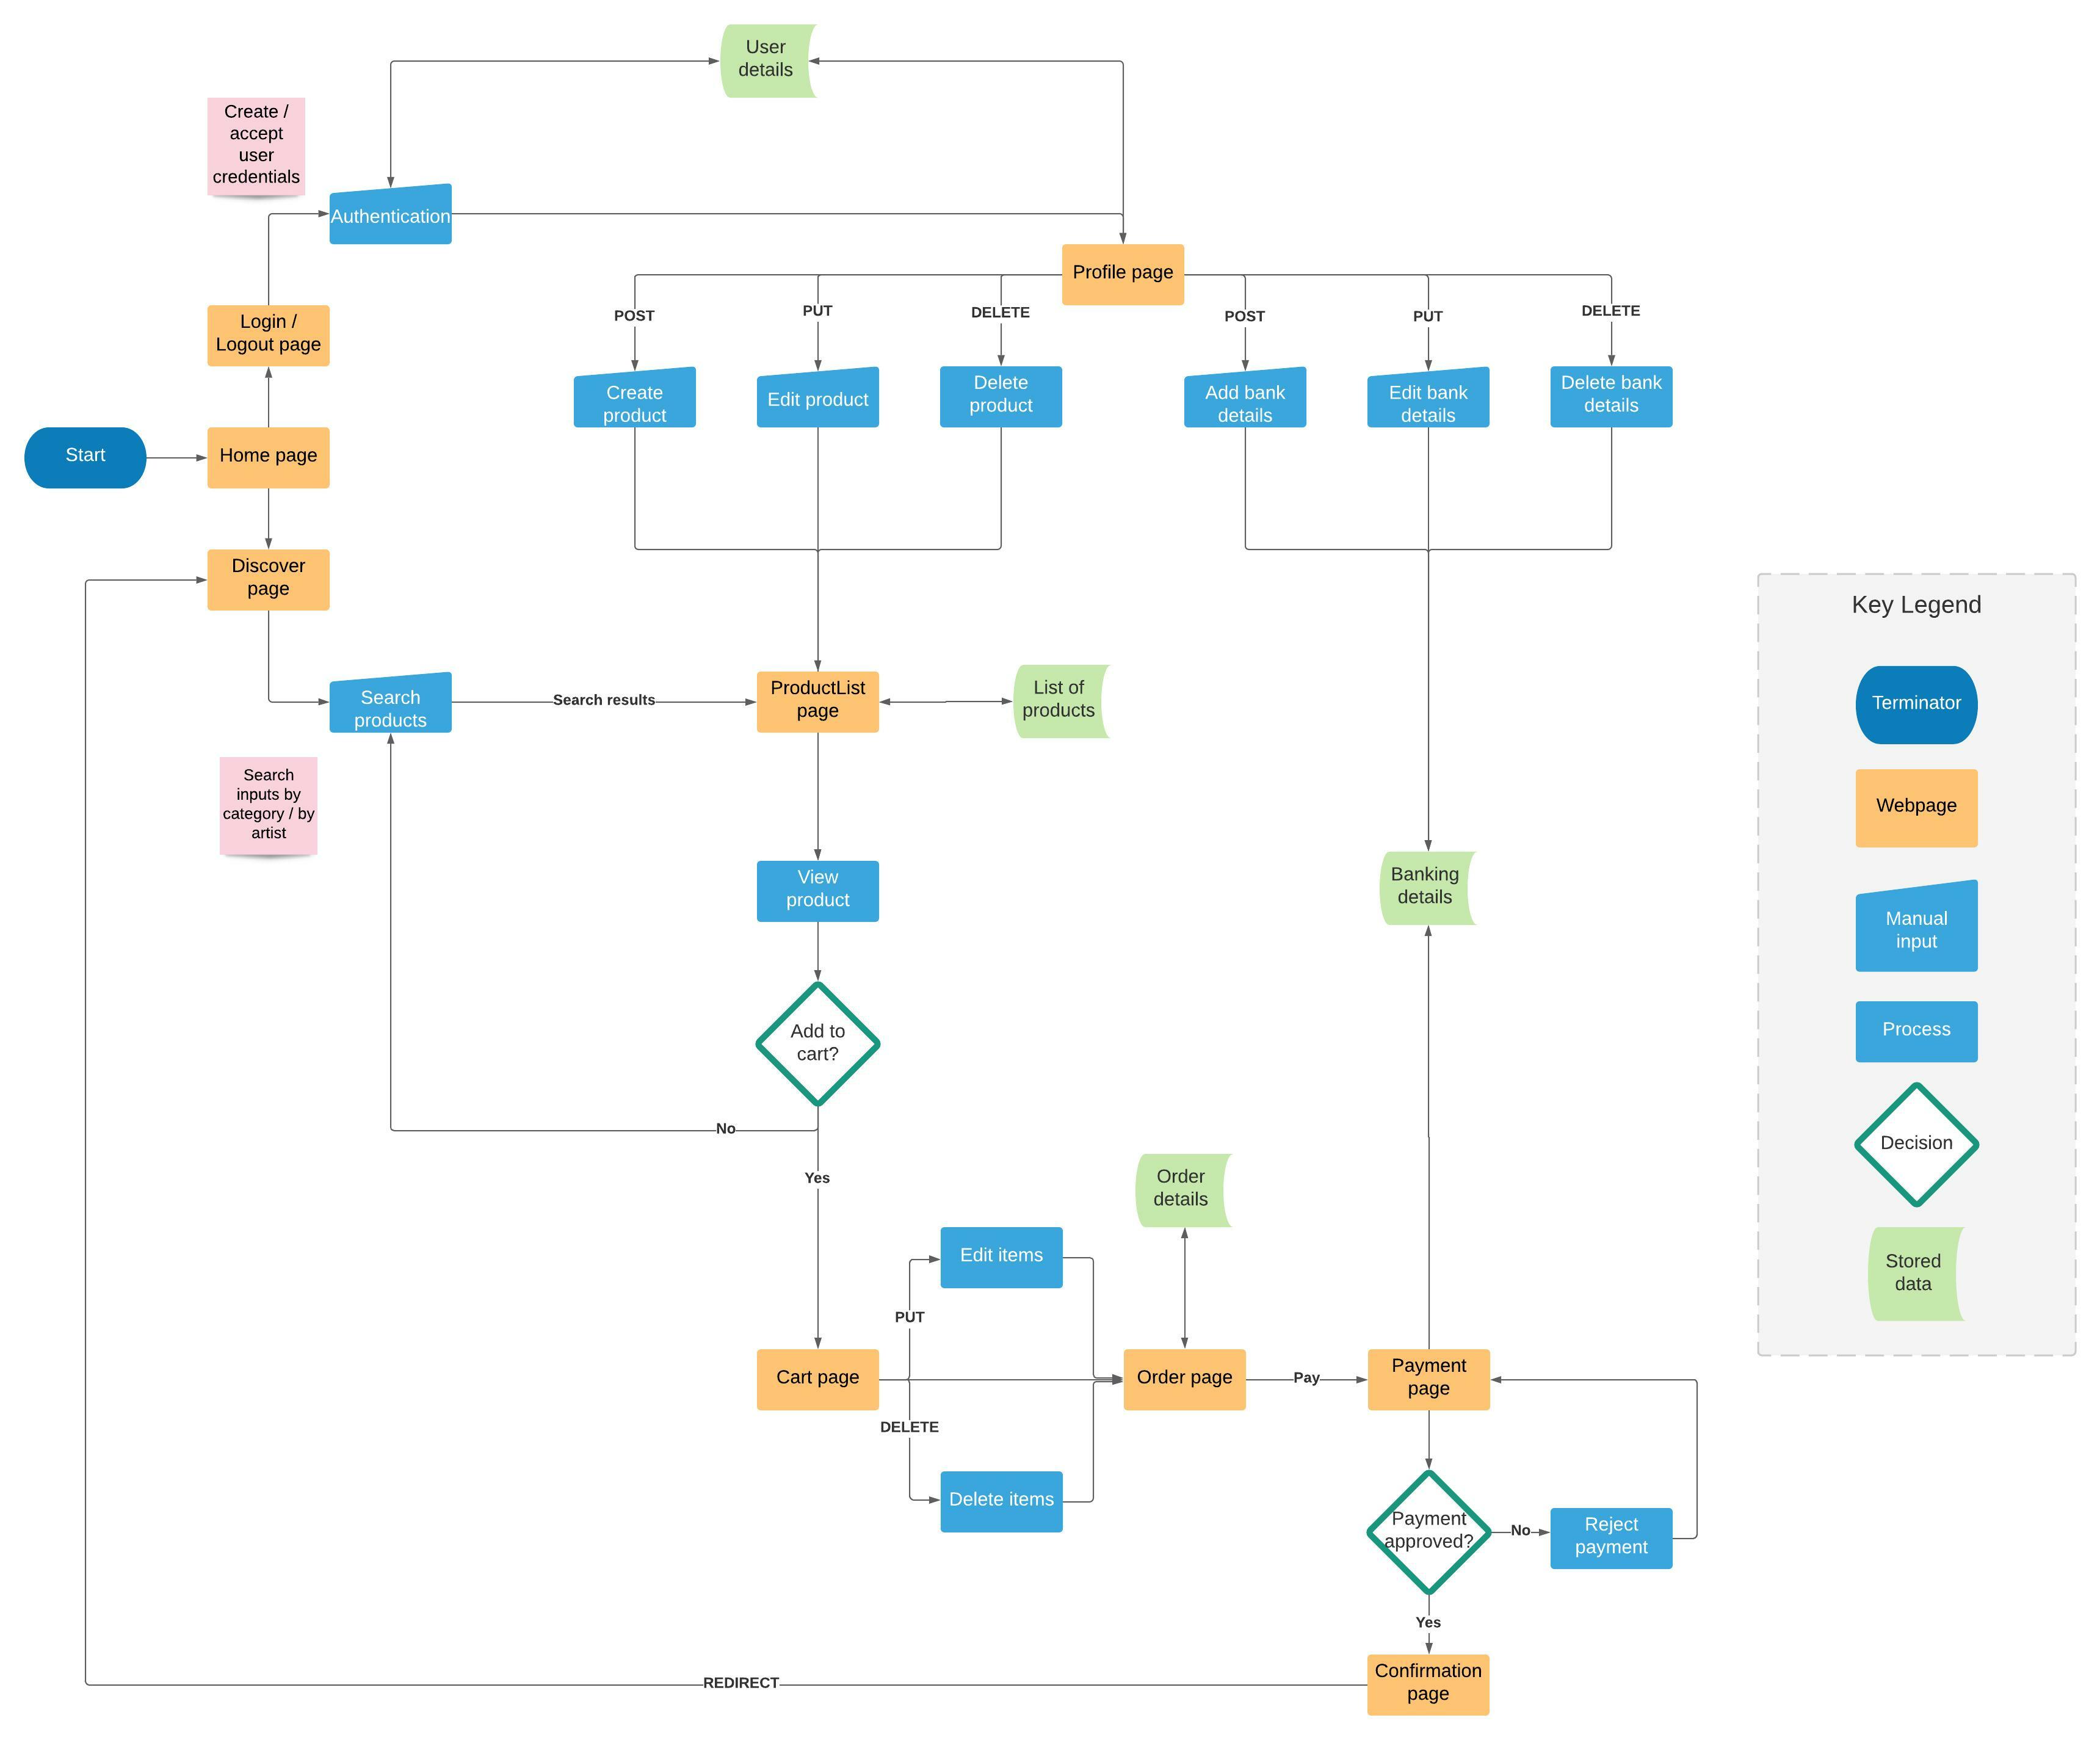 User
details
Create /
accept
user
credentials
Authentication
Profile page
POST
PUT
DELETE
POST
PUT
DELETE
Login /
Logout page
Create
product
Edit product
Delete
product
Add bank
details
Edit bank
details
Delete bank
details
Start
Home page
Discover
page
Key Legend
Search
products
Search results
ProductList
page
List of
products
Terminator
Search
inputs by
category / by
artist
Webpage
View
product
Banking
details
Manual
input
Add to
cart?
Process
No
Yes
Decision
Order
details
Edit items
Stored
data
PUT
Cart page
Order page
Pay
Payment
page
DELETE
Delete items
Payment
approved?
No
Reject
payment
Yes
Confirmation
page
REDIRECT